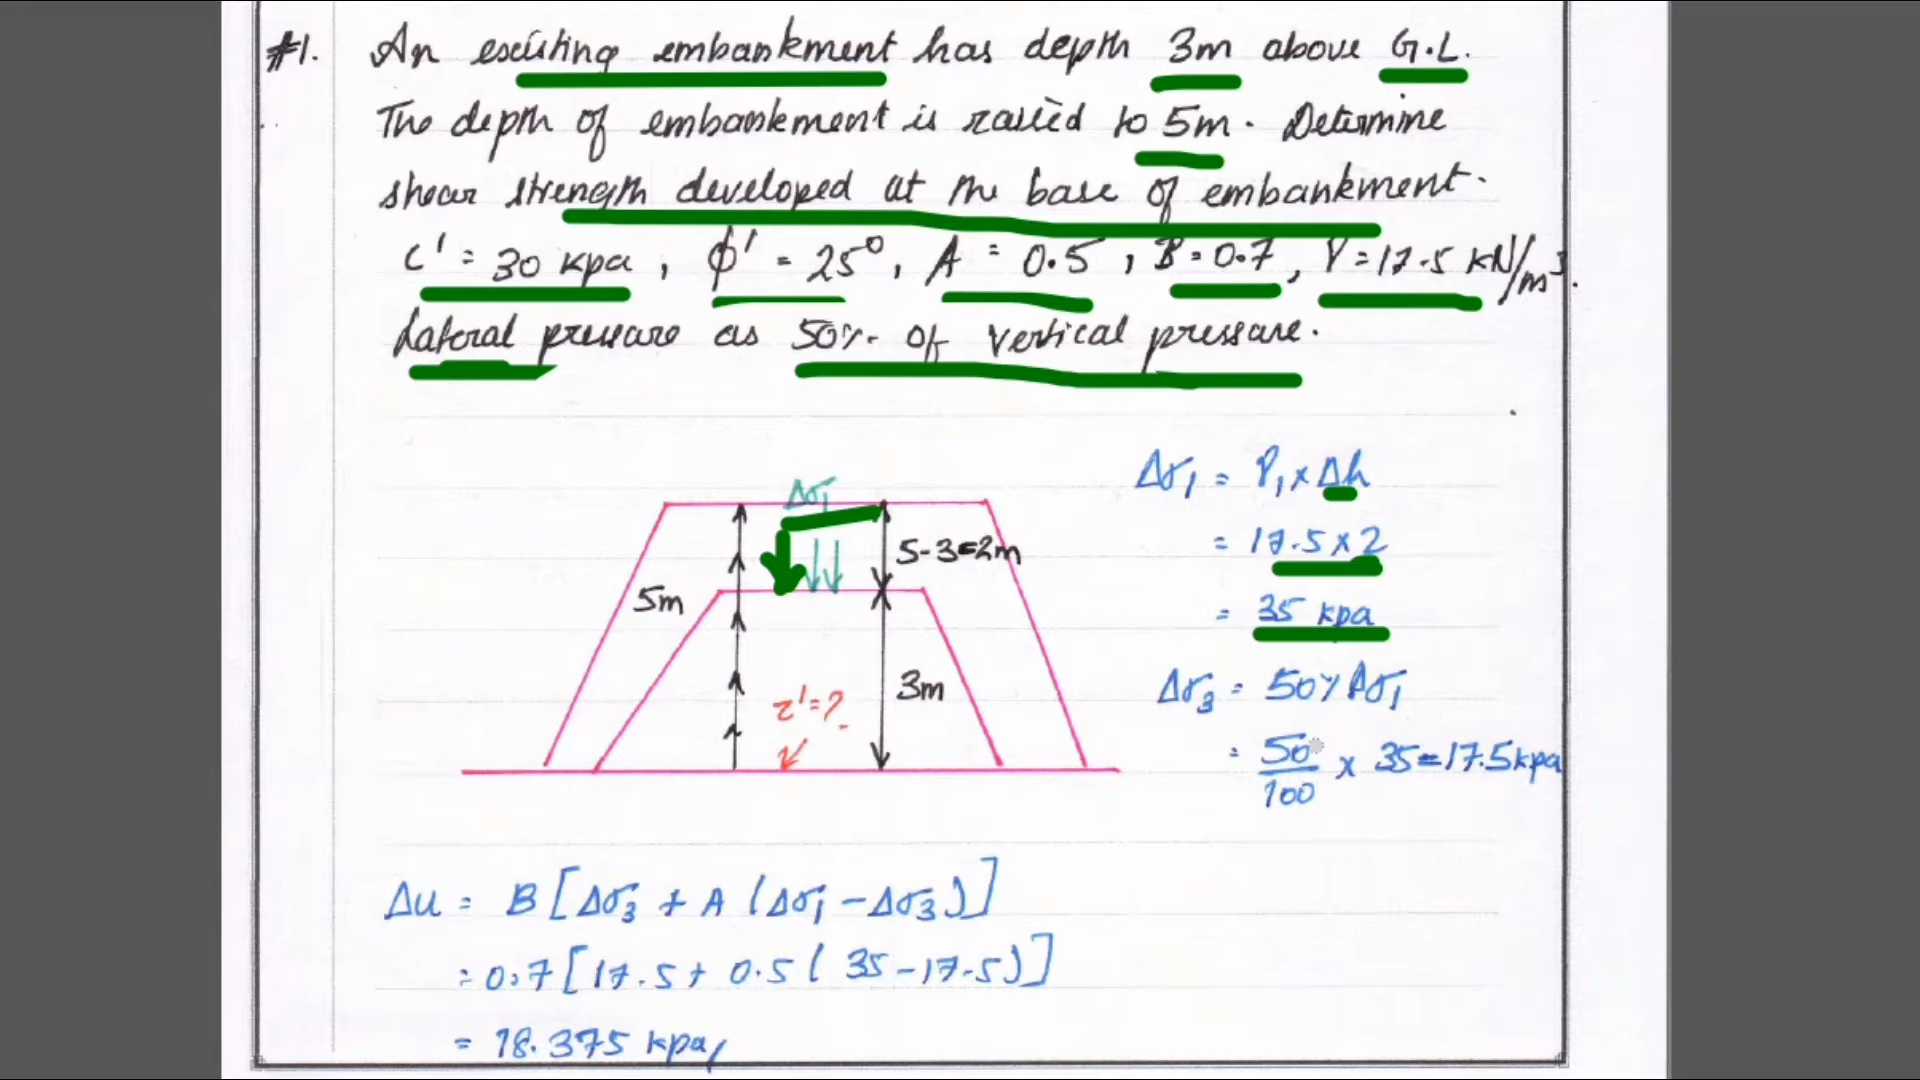 #1. An existing embankment has depth 3m above G.L.
The depth of embankment is raised to 5m. Determine
shear strength developed at the base of embankment.
C' = 30 kpa, ϕ' = 25°, A = 0.5, B = 0.7, γ = 17.5 kN/m³.
Lateral pressure as 50% of vertical pressure.
Δσ₁
5-3=2m
5m
3m
τ' = ?
Δσ₁ = γ₁ × Δh
= 17.5 × 2
= 35 kpa
Δσ₃ = 50% Δσ₁
= 50/100 × 35 = 17.5 kpa
Δu = B [Δσ₃ + A (Δσ₁ - Δσ₃)]
= 0.7 [17.5 + 0.5 (35 - 17.5)]
= 18.375 kpa,